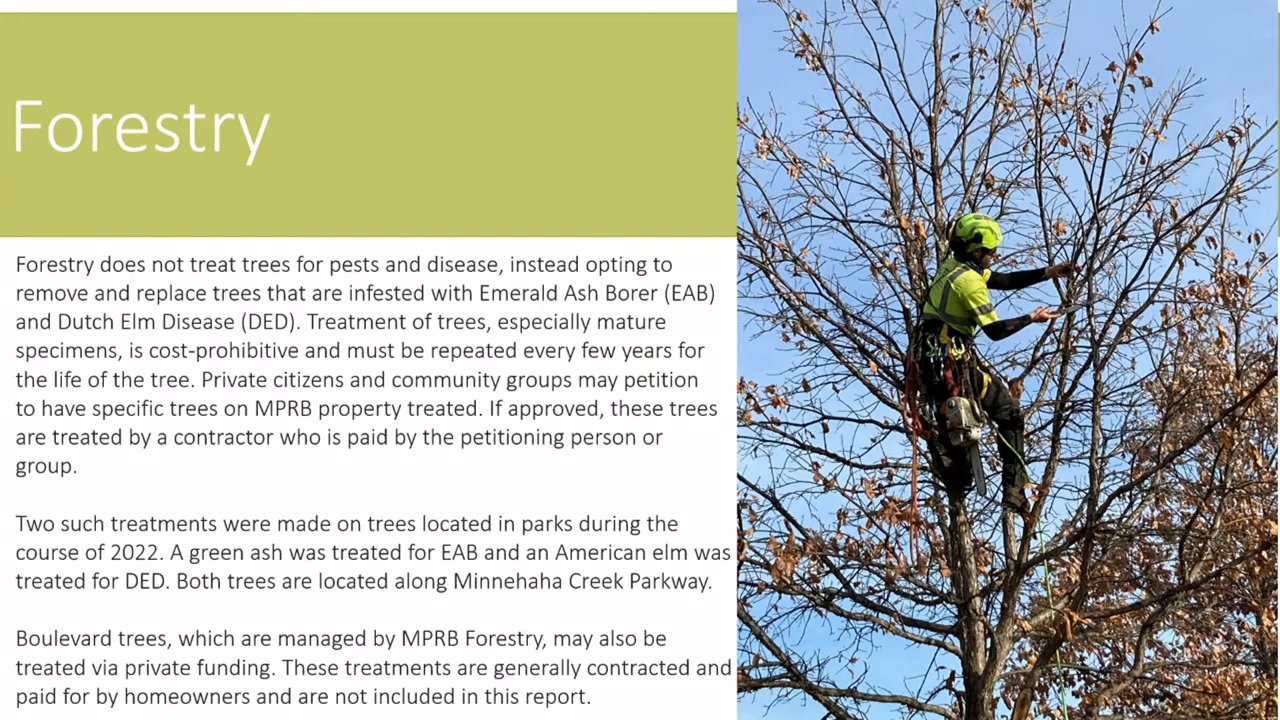 Forestry
Forestry does not treat trees for pests and disease, instead opting to
remove and replace trees that are infested with Emerald Ash Borer (EAB)
and Dutch Elm Disease (DED). Treatment of trees, especially mature
specimens, is cost-prohibitive and must be repeated every few years for
the life of the tree. Private citizens and community groups may petition
to have specific trees on MPRB property treated. If approved, these trees
are treated by a contractor who is paid by the petitioning person or
group.
Two such treatments were made on trees located in parks during the
course of 2022. A green ash was treated for EAB and an American elm was
treated for DED. Both trees are located along Minnehaha Creek Parkway.
Boulevard trees, which are managed by MPRB Forestry, may also be
treated via private funding. These treatments are generally contracted and
paid for by homeowners and are not included in this report.